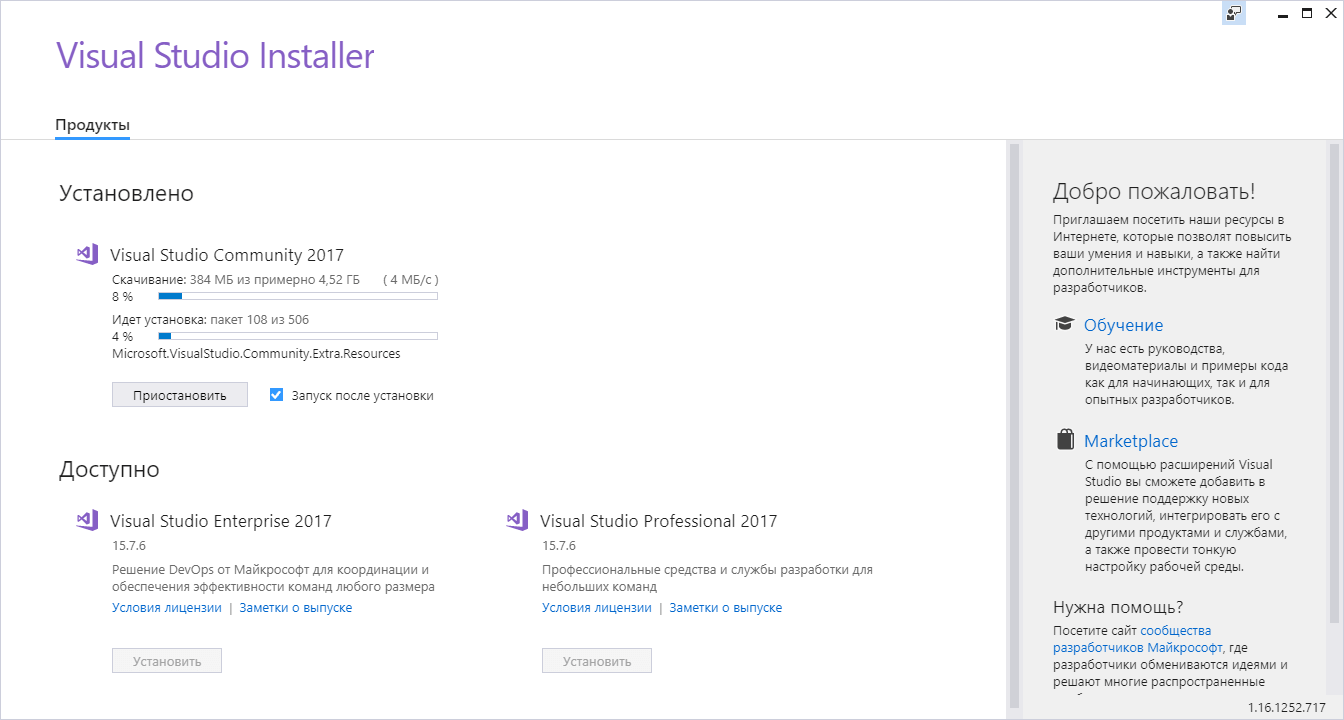 Visual Studio Installer
Продукты
Установлено
Visual Studio Community 2017
Скачивание: 384 МБ из примерно 4,52 ГБ ( 4 МБ/с )
8 %
Идет установка: пакет 108 из 506
4 %
Microsoft.VisualStudio.Community.Extra.Resources
Приостановить
Запуск после установки
Доступно
Visual Studio Enterprise 2017
15.7.6
Решение DevOps от Майкрософт для координации и
обеспечения эффективности команд любого размера
Условия лицензии | Заметки о выпуске
Установить
Visual Studio Professional 2017
15.7.6
Профессиональные средства и службы разработки для
небольших команд
Условия лицензии | Заметки о выпуске
Установить
Добро пожаловать!
Приглашаем посетить наши ресурсы в
Интернете, которые позволят повысить
ваши умения и навыки, а также найти
дополнительные инструменты для
разработчиков.
Обучение
У нас есть руководства,
видеоматериалы и примеры кода
как для начинающих, так и для
опытных разработчиков.
Marketplace
С помощью расширений Visual
Studio вы сможете добавить в
решение поддержку новых
технологий, интегрировать его с
другими продуктами и службами,
а также провести тонкую
настройку рабочей среды.
Нужна помощь?
Посетите сайт сообщества
разработчиков Майкрософт, где
разработчики обмениваются идеями и
решают многие распространенные
1.16.1252.717